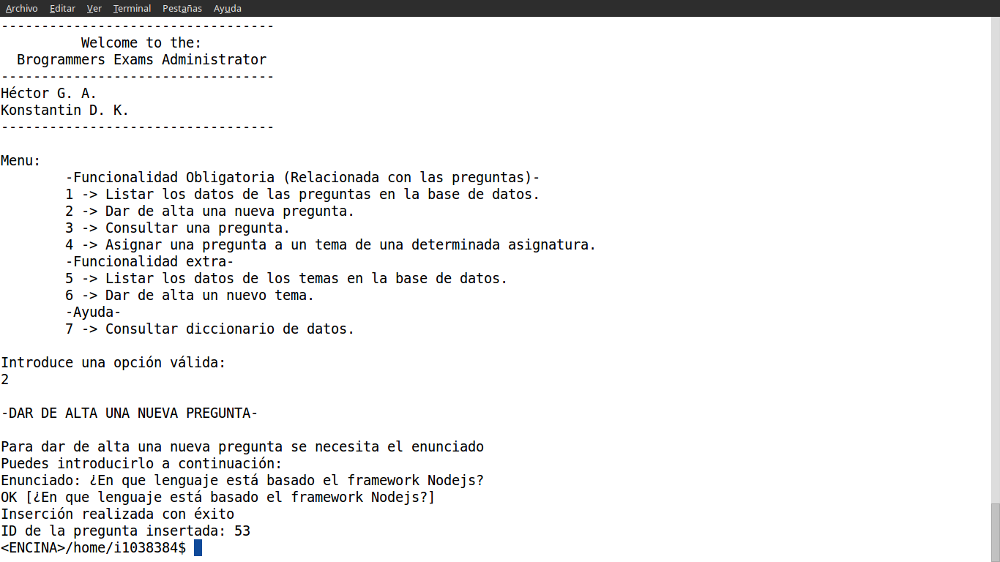 Archivo Editar Ver Terminal Pestañas Ayuda
----------------------------------
Welcome to the:
Brogrammers Exams Administrator
----------------------------------
Héctor G. A.
Konstantin D. K.
----------------------------------
Menu:
-Funcionalidad Obligatoria (Relacionada con las preguntas)-
1 -> Listar los datos de las preguntas en la base de datos.
2 -> Dar de alta una nueva pregunta.
3 -> Consultar una pregunta.
4 -> Asignar una pregunta a un tema de una determinada asignatura.
-Funcionalidad extra-
5 -> Listar los datos de los temas en la base de datos.
6 -> Dar de alta un nuevo tema.
-Ayuda-
7 -> Consultar diccionario de datos.
Introduce una opción válida:
2
-DAR DE ALTA UNA NUEVA PREGUNTA-
Para dar de alta una nueva pregunta se necesita el enunciado
Puedes introducirlo a continuación:
Enunciado: ¿En que lenguaje está basado el framework Nodejs?
OK [¿En que lenguaje está basado el framework Nodejs?]
Inserción realizada con éxito
ID de la pregunta insertada: 53
<ENCINA>/home/i1038384$